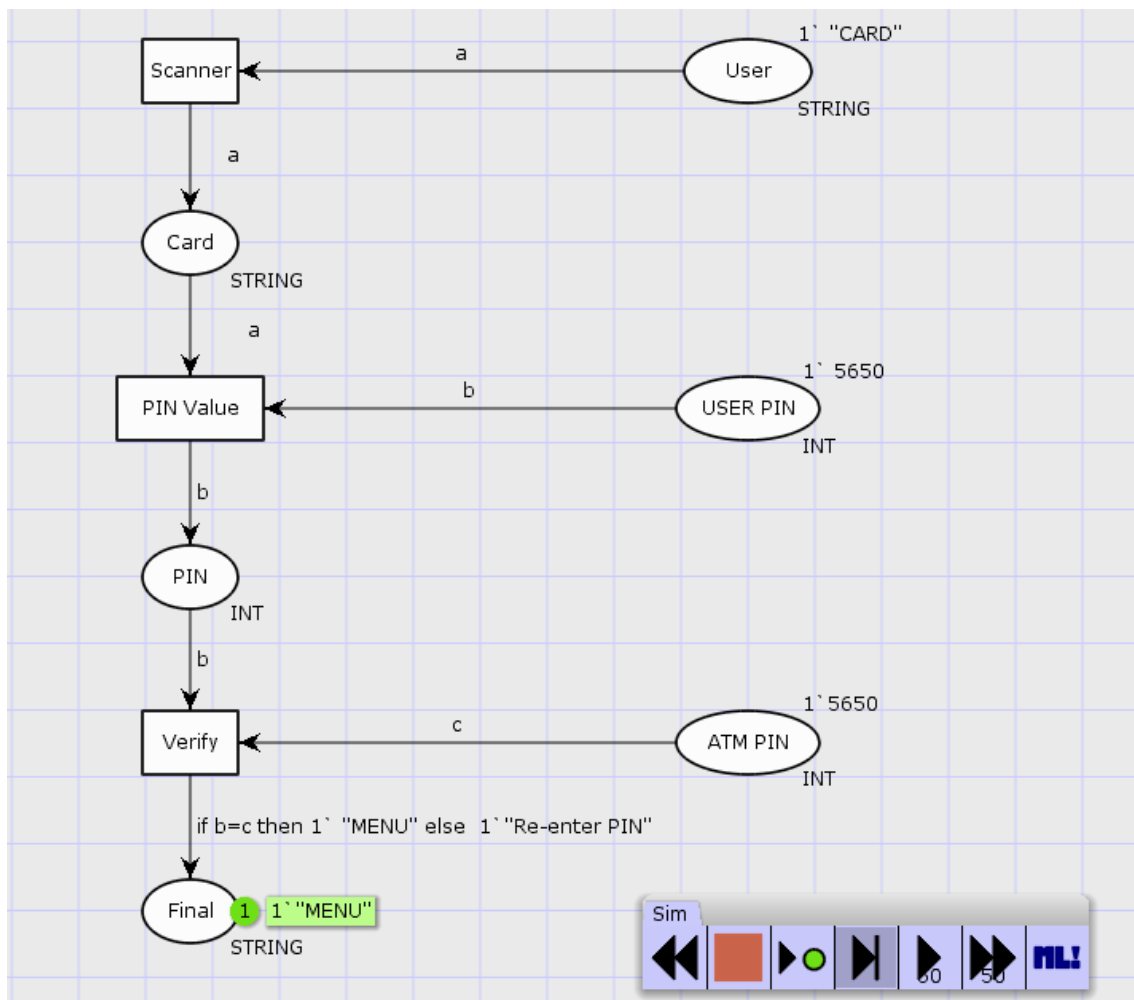 1` "CARD"
Scanner
a
User
STRING
a
Card
STRING
a
1` 5650
PIN Value
b
USER PIN
INT
b
PIN
INT
b
1`5650
Verify
c
ATM PIN
INT
if b=c then 1` "MENU" else 1`"Re-enter PIN"
Final
1
1`"MENU"
STRING
Sim
50
ML!